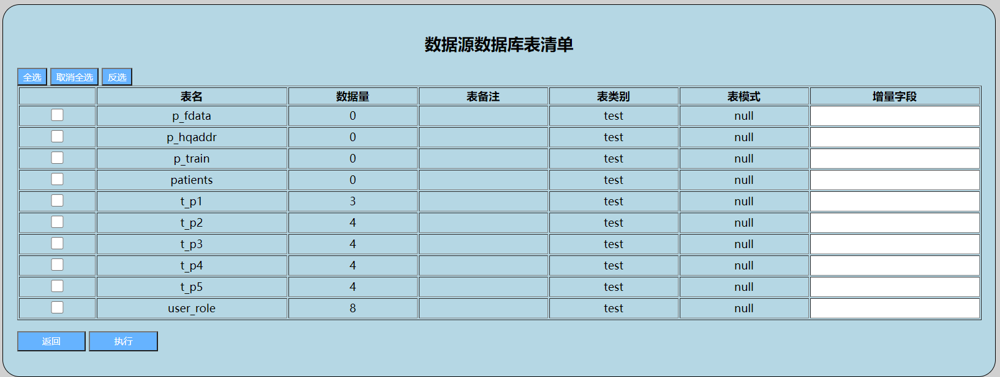 数据源数据库表清单
全选 取消全选 反选
表名 数据量 表备注 表类别 表模式 增量字段
p_fdata 0 test null
p_hqaddr 0 test null
p_train 0 test null
patients 0 test null
t_p1 3 test null
t_p2 4 test null
t_p3 4 test null
t_p4 4 test null
t_p5 4 test null
user_role 8 test null
返回 执行